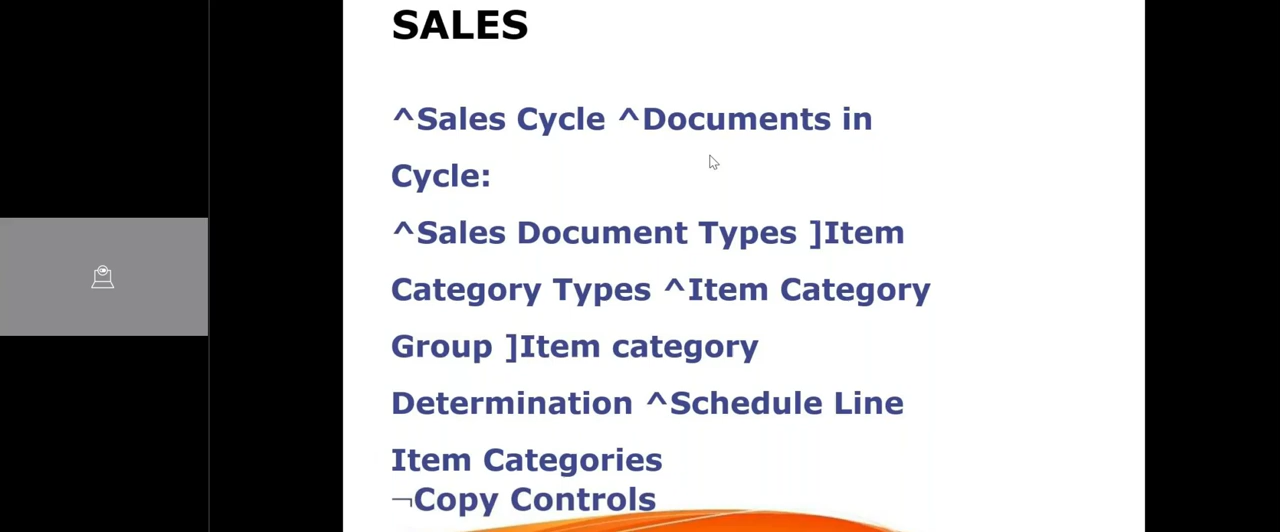 SALES
^Sales Cycle ^Documents in
Cycle:
^Sales Document Types ]Item
Category Types ^Item Category
Group ]Item category
Determination ^Schedule Line
Item Categories
¬Copy Controls